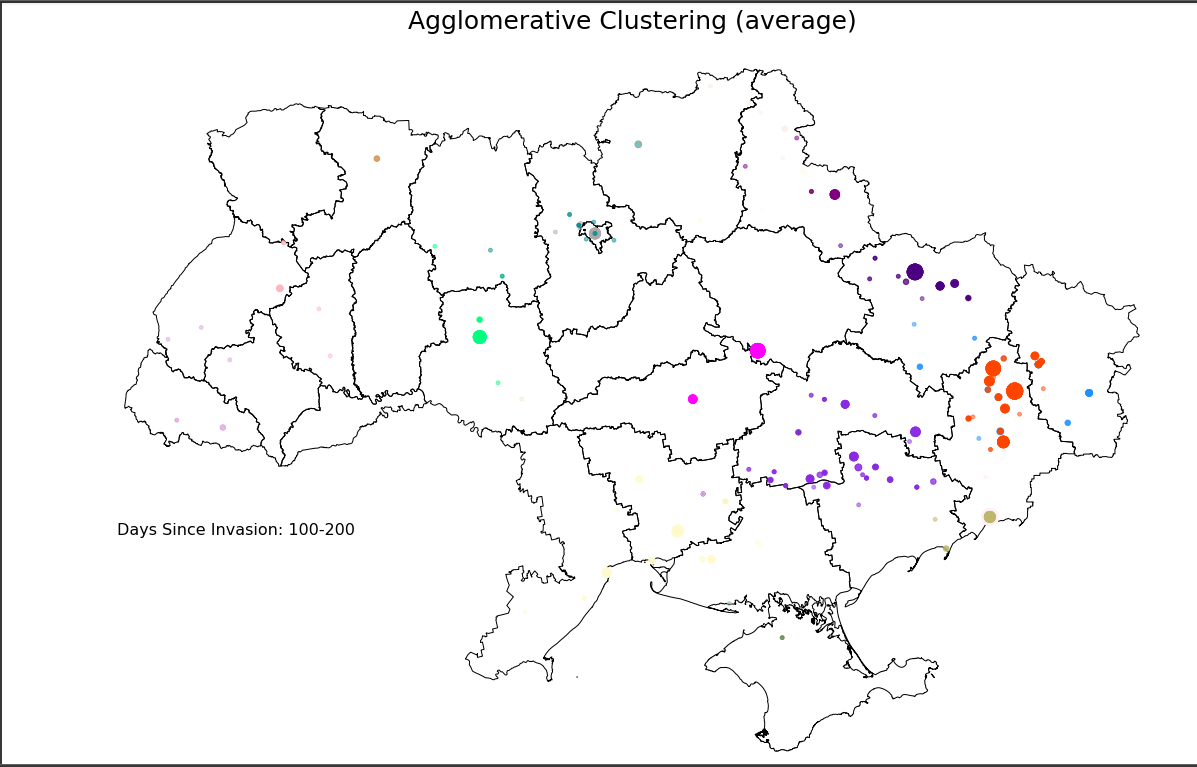 Agglomerative Clustering (average)
Days Since Invasion: 100-200